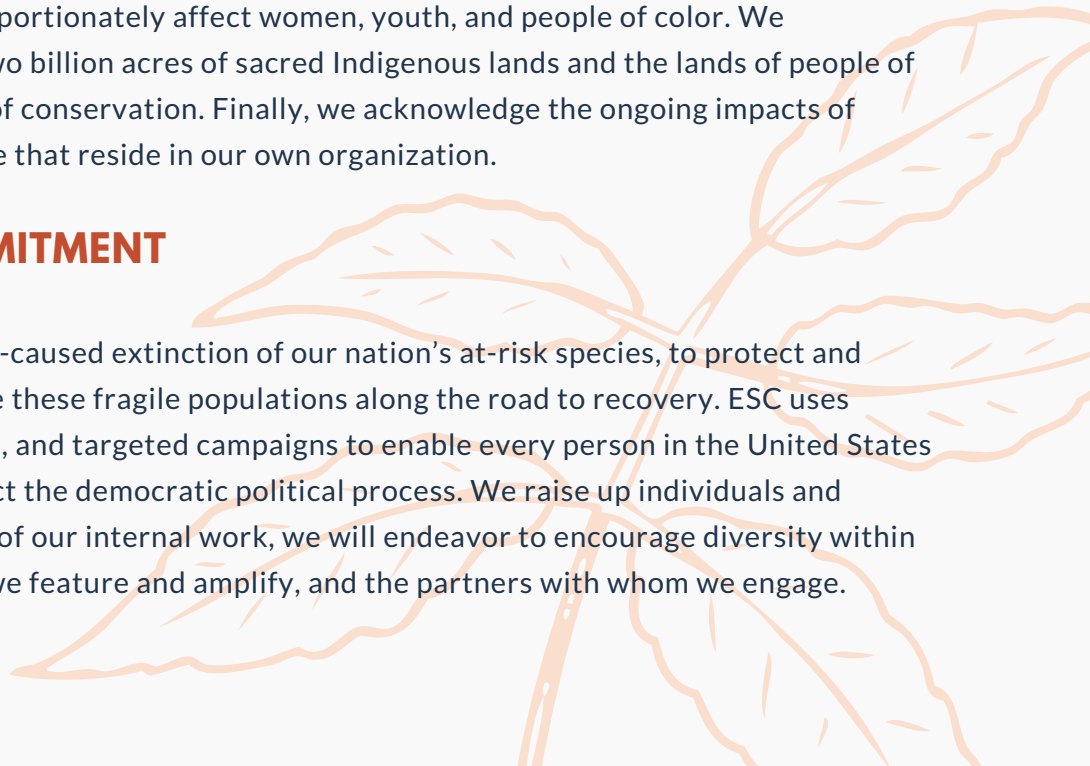 portionately affect women, youth, and people of color. We
wo billion acres of sacred Indigenous lands and the lands of people of
of conservation. Finally, we acknowledge the ongoing impacts of
e that reside in our own organization.
MITMENT
-caused extinction of our nation’s at-risk species, to protect and
e these fragile populations along the road to recovery. ESC uses
, and targeted campaigns to enable every person in the United States
ct the democratic political process. We raise up individuals and
of our internal work, we will endeavor to encourage diversity within
we feature and amplify, and the partners with whom we engage.